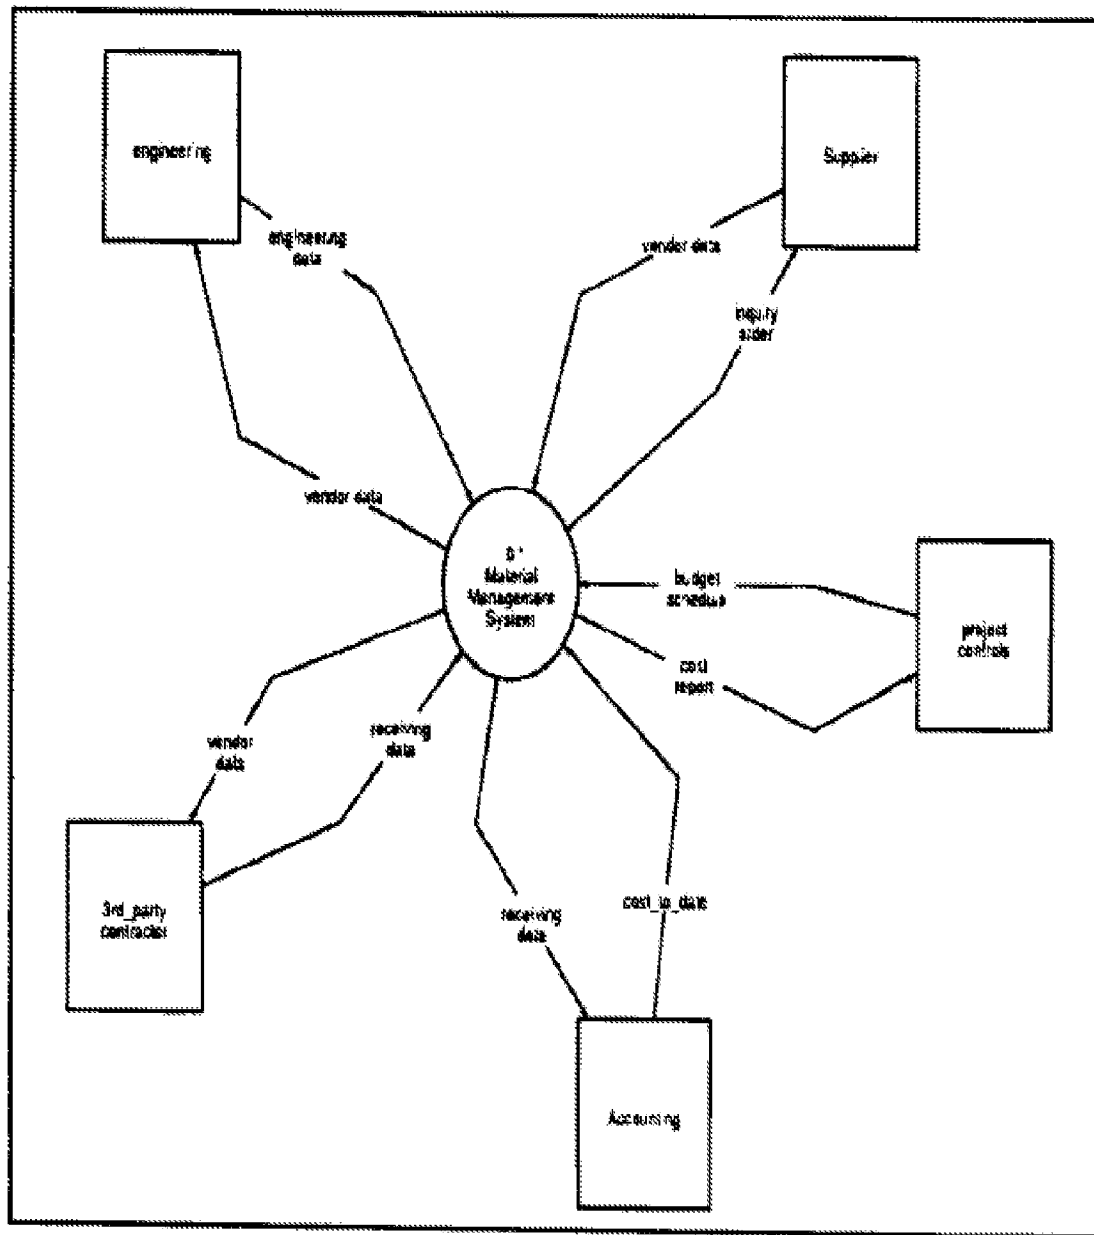 engineering
Supplier
engineering
data
vendor data
inquiry
order
vendor data
Material
Management
System
budget
schedule
project
controls
cost
report
receiving
data
vendor
data
3rd_party
contractor
receiving
data
cost_to_date
Accounting